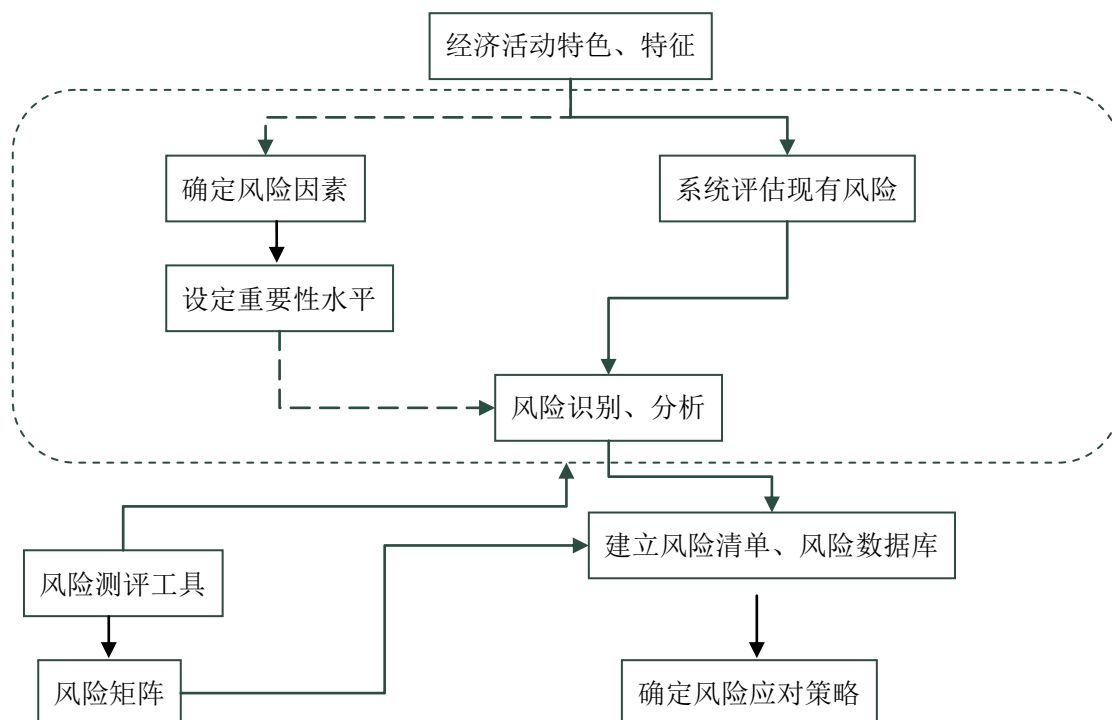 经济活动特色、特征
确定风险因素
系统评估现有风险
设定重要性水平
风险识别、分析
建立风险清单、风险数据库
风险测评工具
风险矩阵
确定风险应对策略